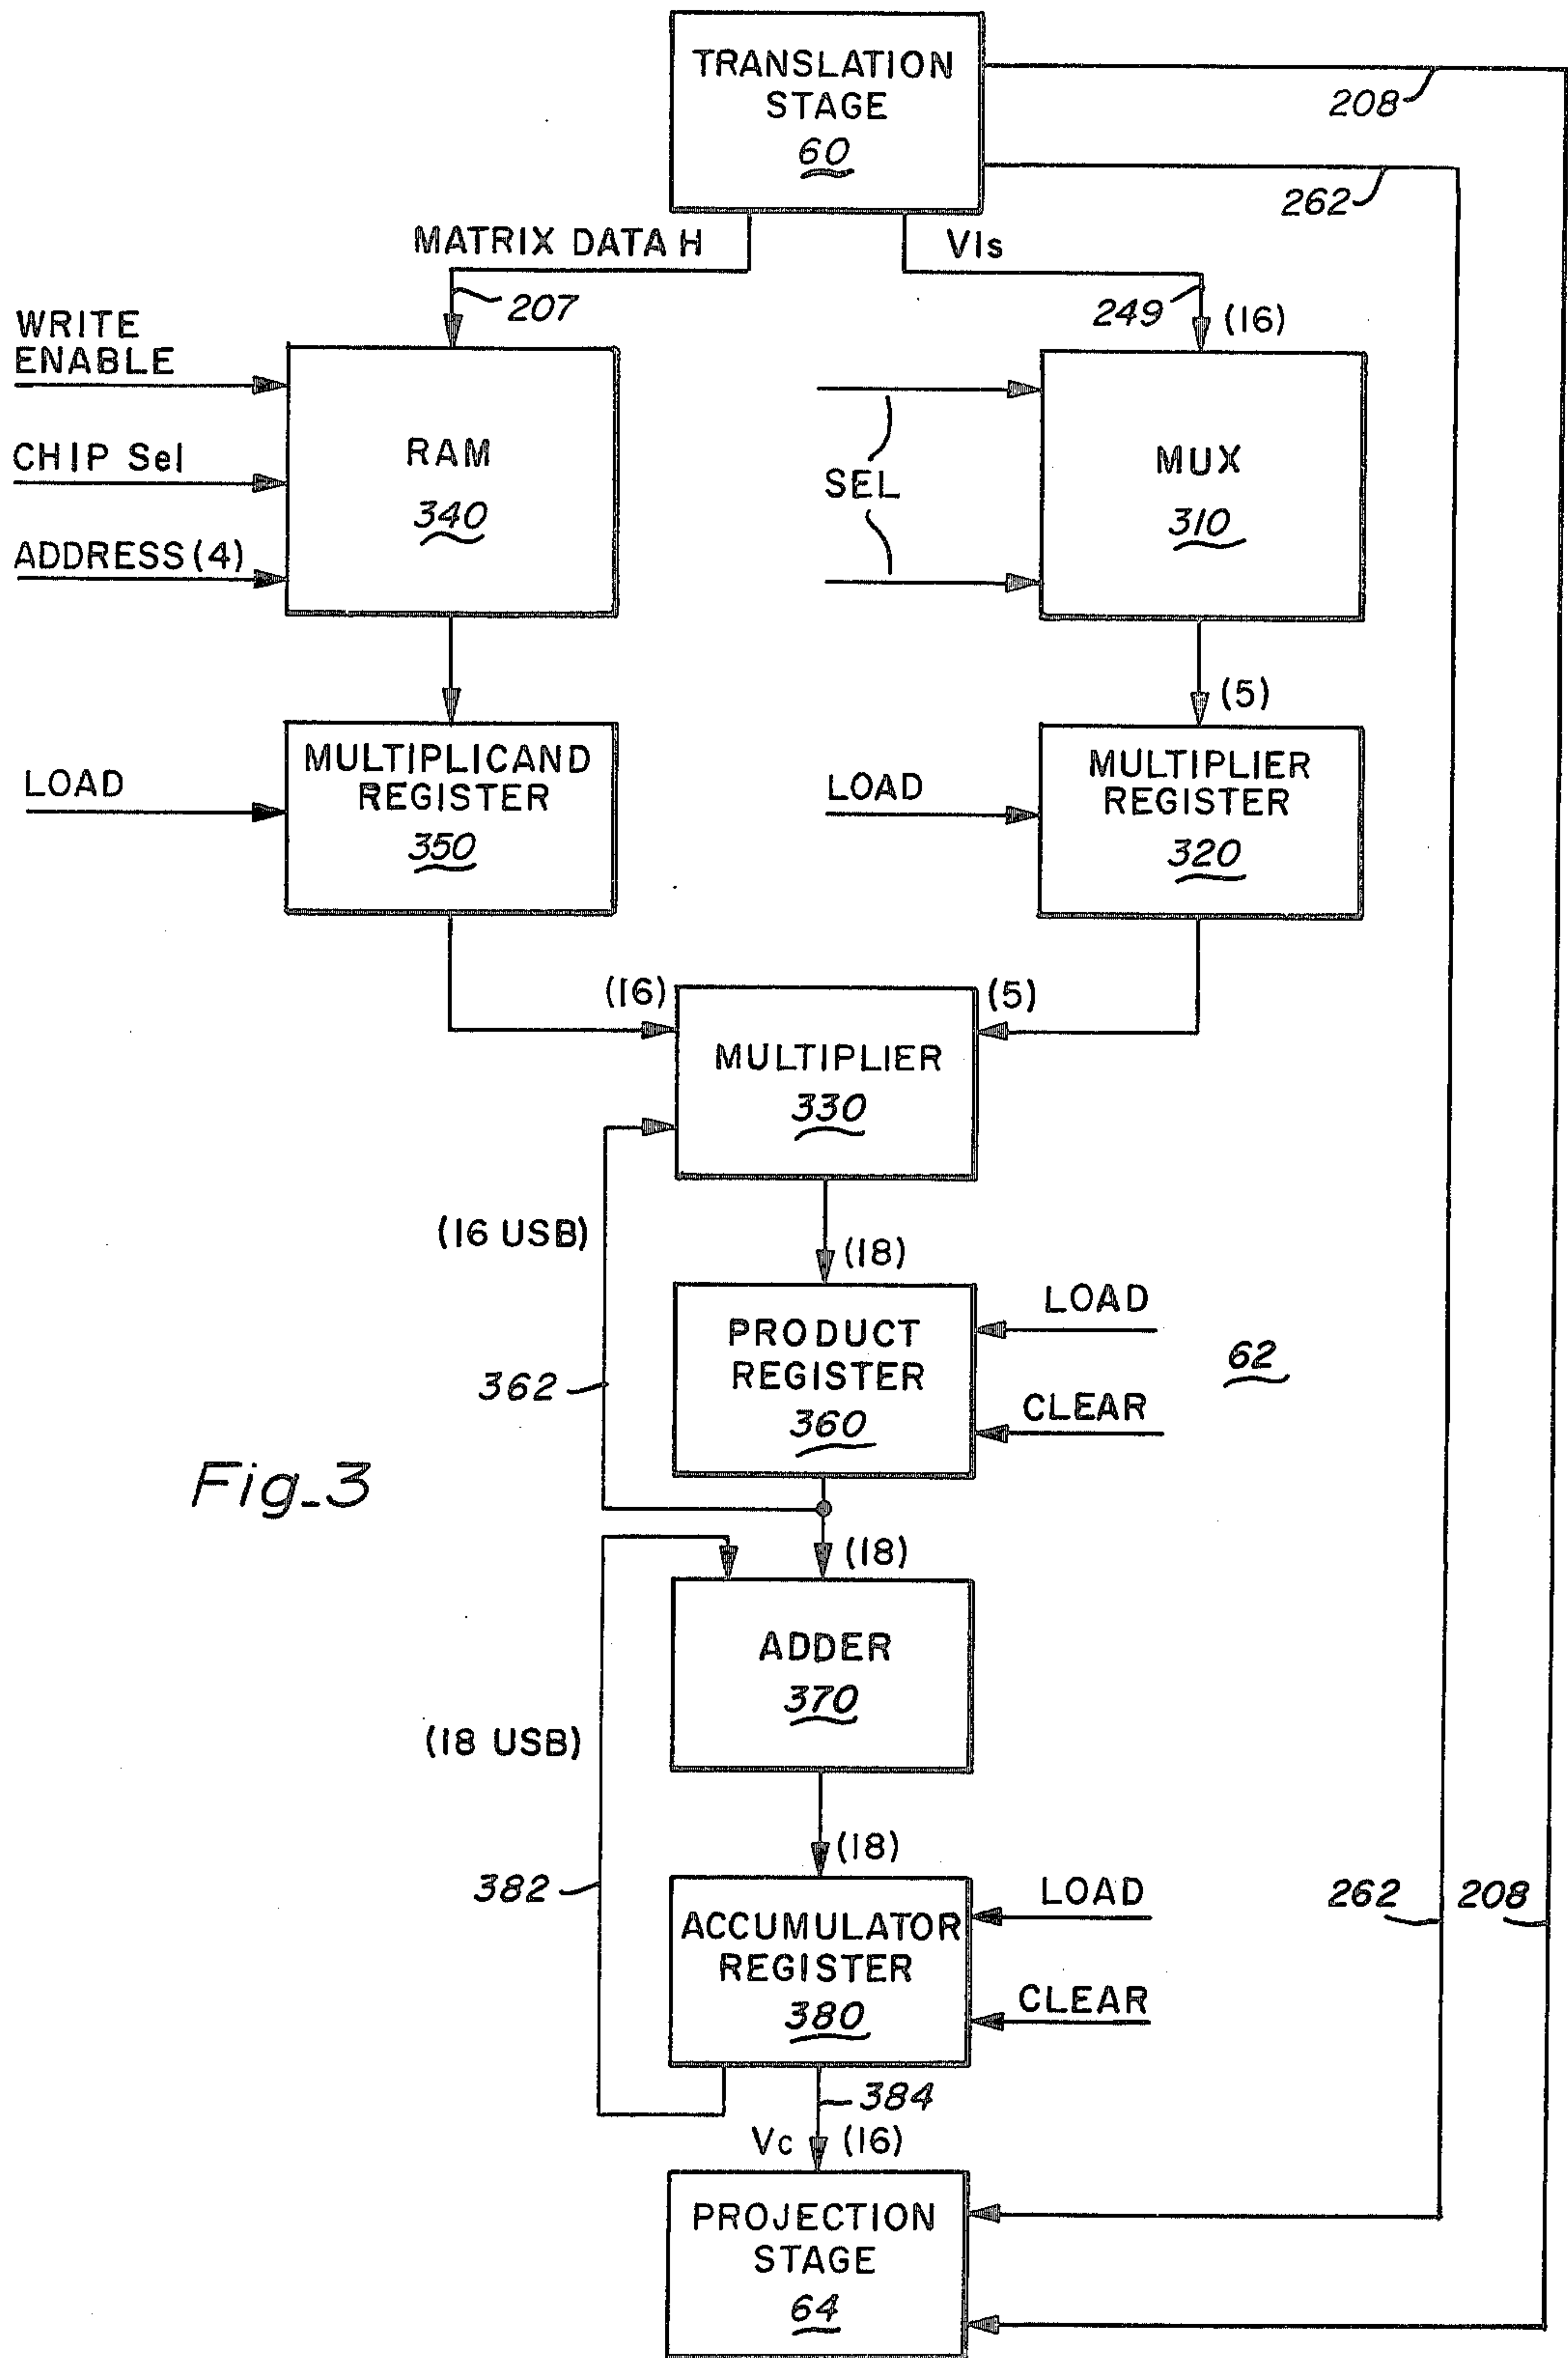 TRANSLATION
STAGE
60
208
262
MATRIX DATA H
VIs
207
249
(16)
WRITE
ENABLE
CHIP Sel
ADDRESS (4)
RAM
340
SEL
MUX
310
(5)
LOAD
MULTIPLICAND
REGISTER
350
LOAD
MULTIPLIER
REGISTER
320
(16)
(5)
MULTIPLIER
330
(16 USB)
(18)
362
PRODUCT
REGISTER
360
LOAD
CLEAR
62
Fig_3
(18)
ADDER
370
(18 USB)
(18)
382
ACCUMULATOR
REGISTER
380
LOAD
CLEAR
262
208
384
Vc
(16)
PROJECTION
STAGE
64